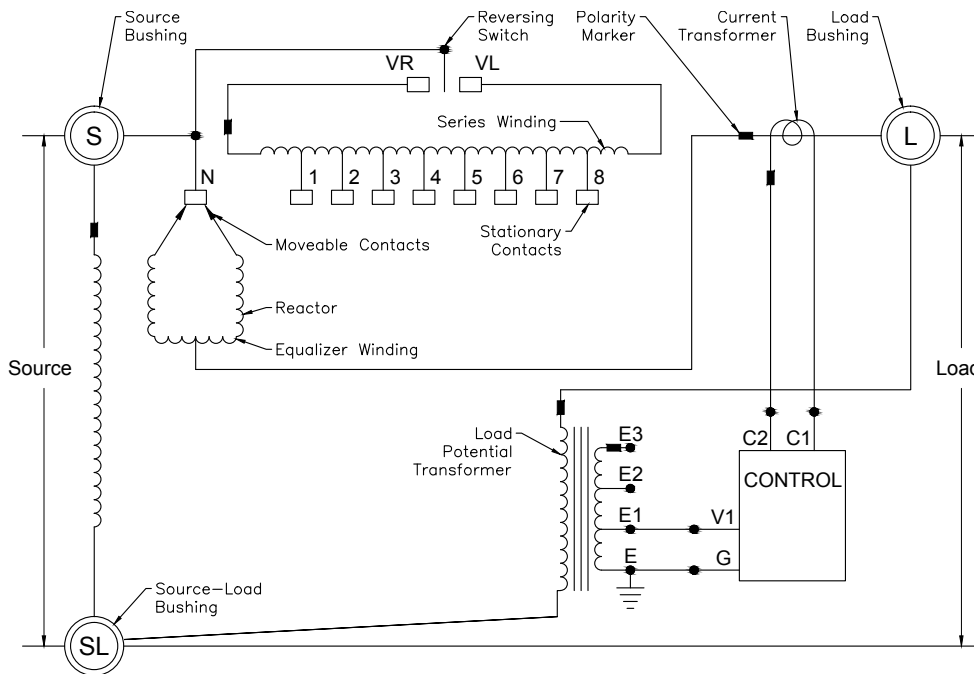 Source
Bushing
Reversing
Switch
Polarity
Marker
Current
Transformer
Load
Bushing
VR
VL
S
Series Winding
L
N
1
2
3
4
5
6
7
8
Moveable Contacts
Stationary
Contacts
Reactor
Equalizer Winding
Source
Load
Load
Potential
Transformer
E3
E2
E1
E
V1
G
C2
C1
CONTROL
Source-Load
Bushing
SL